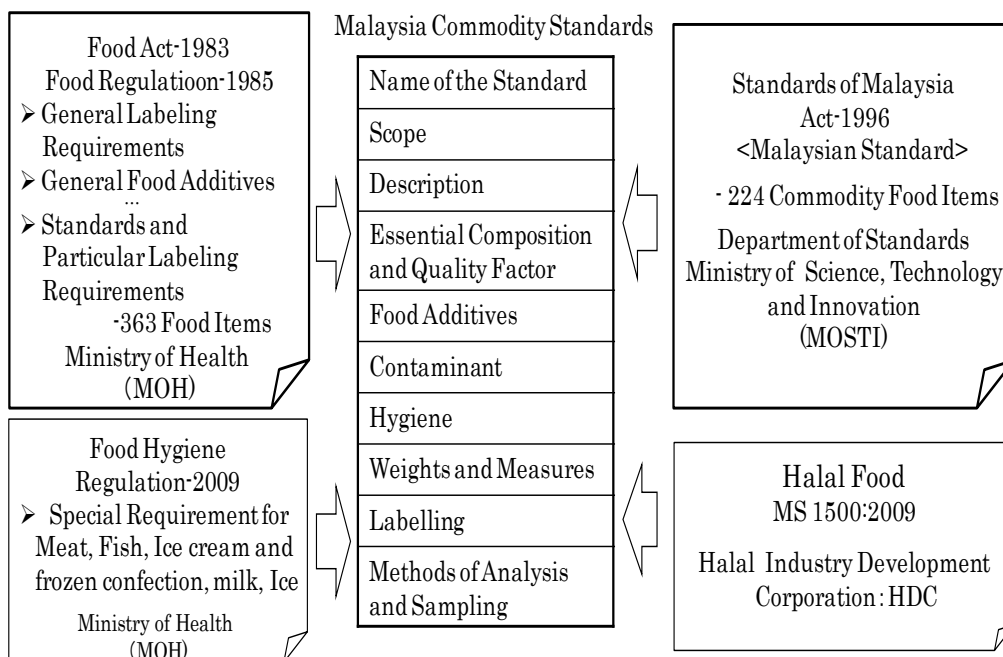 Malaysia Commodity Standards
Food Act-1983
Food Regulatioon-1985
➢ General Labeling
Requirements
➢ General Food Additives
...
➢ Standards and
Particular Labeling
Requirements
-363 Food Items
Ministry of Health
(MOH)
Food Hygiene
Regulation-2009
➢ Special Requirement for
Meat, Fish, Ice cream and
frozen confection, milk, Ice
Ministry of Health
(MOH)
Name of the Standard
Scope
Description
Essential Composition
and Quality Factor
Food Additives
Contaminant
Hygiene
Weights and Measures
Labelling
Methods of Analysis
and Sampling
Standards of Malaysia
Act-1996
<Malaysian Standard>
- 224 Commodity Food Items
Department of Standards
Ministry of Science, Technology
and Innovation
(MOSTI)
Halal Food
MS 1500:2009
Halal Industry Development
Corporation : HDC